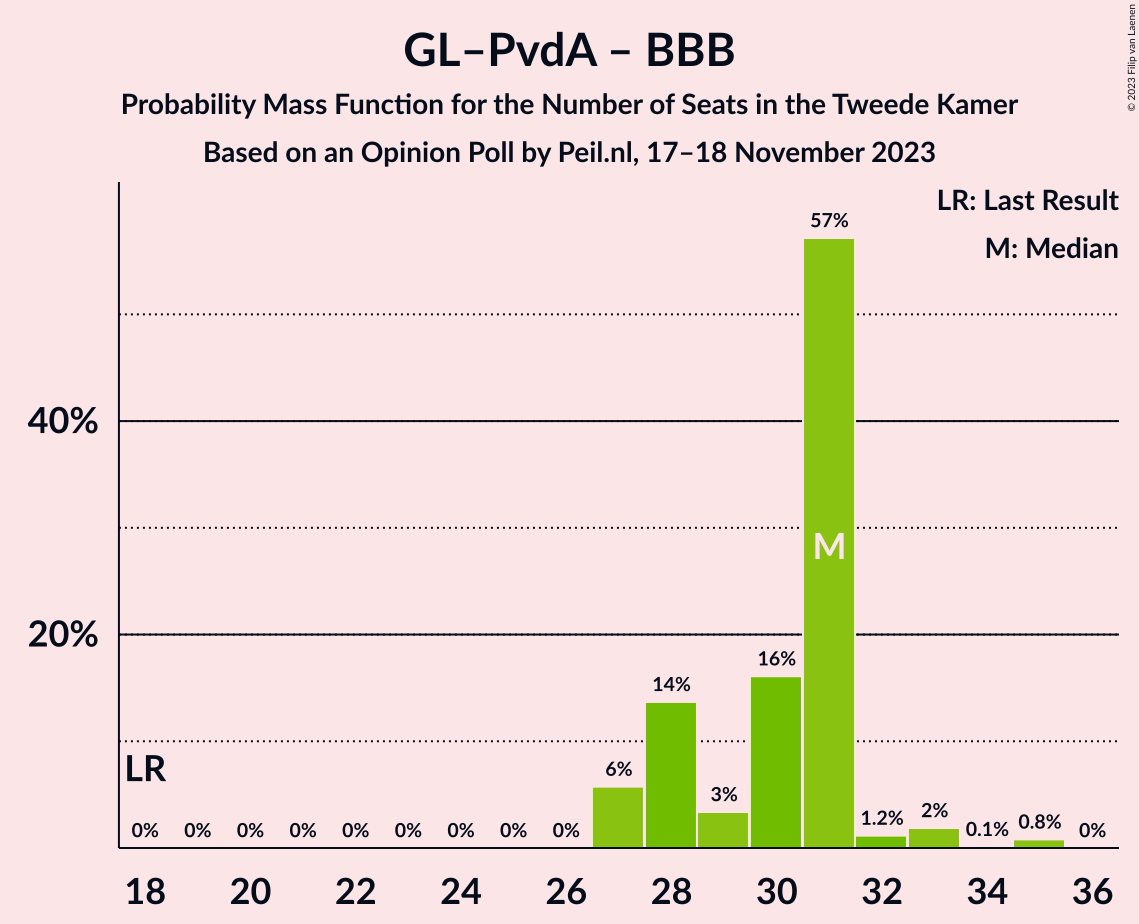 GL–PvdA – BBB
Probability Mass Function for the Number of Seats in the Tweede Kamer
Based on an Opinion Poll by Peil.nl, 17–18 November 2023
© 2023 Filip van Laenen
LR: Last Result
M: Median
57%
40%
M
20%
16%
14%
LR
6%
3%
0% 0% 0% 0% 0% 0% 0% 0% 0% 1.2% 2% 0.1% 0.8% 0%
18 20 22 24 26 28 30 32 34 36